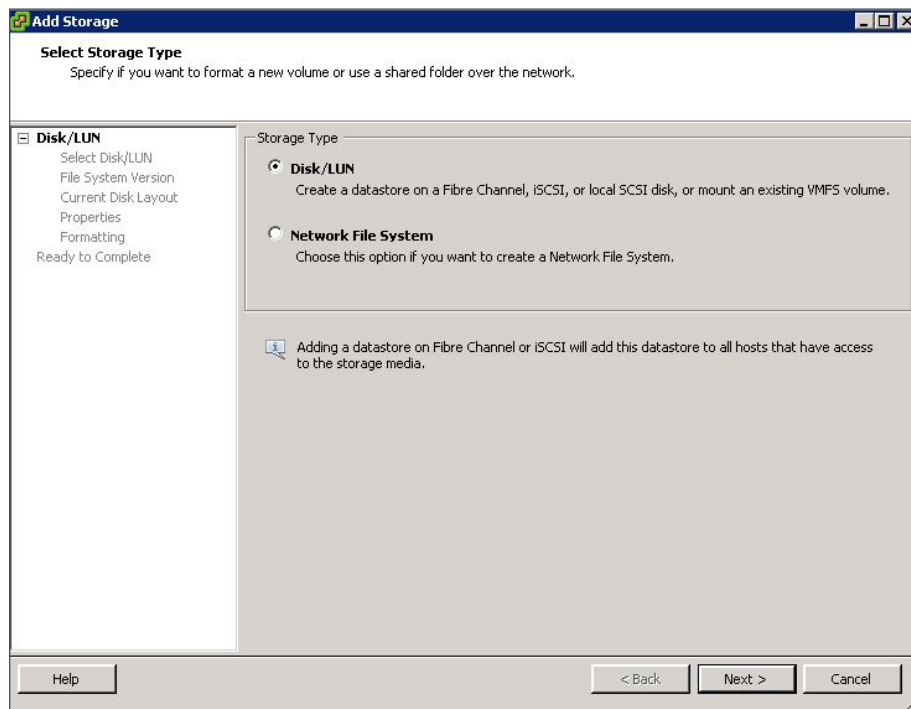 Add Storage
Select Storage Type
Specify if you want to format a new volume or use a shared folder over the network.
Disk/LUN
Select Disk/LUN
File System Version
Current Disk Layout
Properties
Formatting
Ready to Complete
Storage Type
Disk/LUN
Create a datastore on a Fibre Channel, iSCSI, or local SCSI disk, or mount an existing VMFS volume.
Network File System
Choose this option if you want to create a Network File System.
Adding a datastore on Fibre Channel or iSCSI will add this datastore to all hosts that have access
to the storage media.
Help
< Back
Next >
Cancel